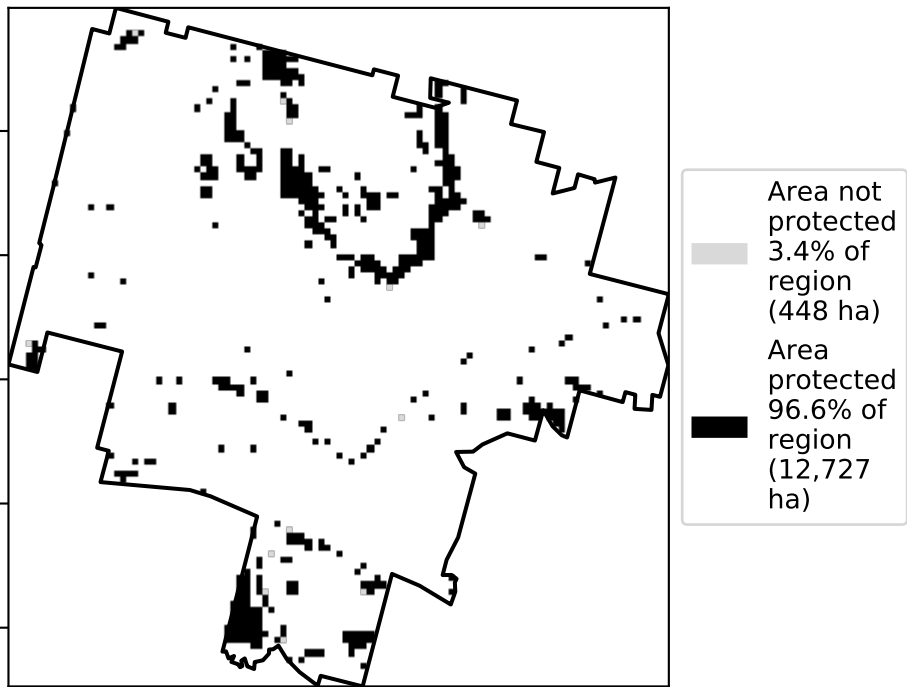 Area not
protected
3.4% of
region
(448 ha)
Area
protected
96.6% of
region
(12,727
ha)